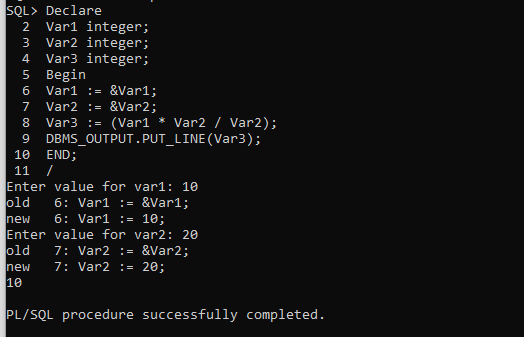 SQL> Declare
2 Var1 integer;
3 Var2 integer;
4 Var3 integer;
5 Begin
6 Var1 := &Var1;
7 Var2 := &Var2;
8 Var3 := (Var1 * Var2 / Var2);
9 DBMS_OUTPUT.PUT_LINE(Var3);
10 END;
11 /
Enter value for var1: 10
old 6: Var1 := &Var1;
new 6: Var1 := 10;
Enter value for var2: 20
old 7: Var2 := &Var2;
new 7: Var2 := 20;
10
PL/SQL procedure successfully completed.